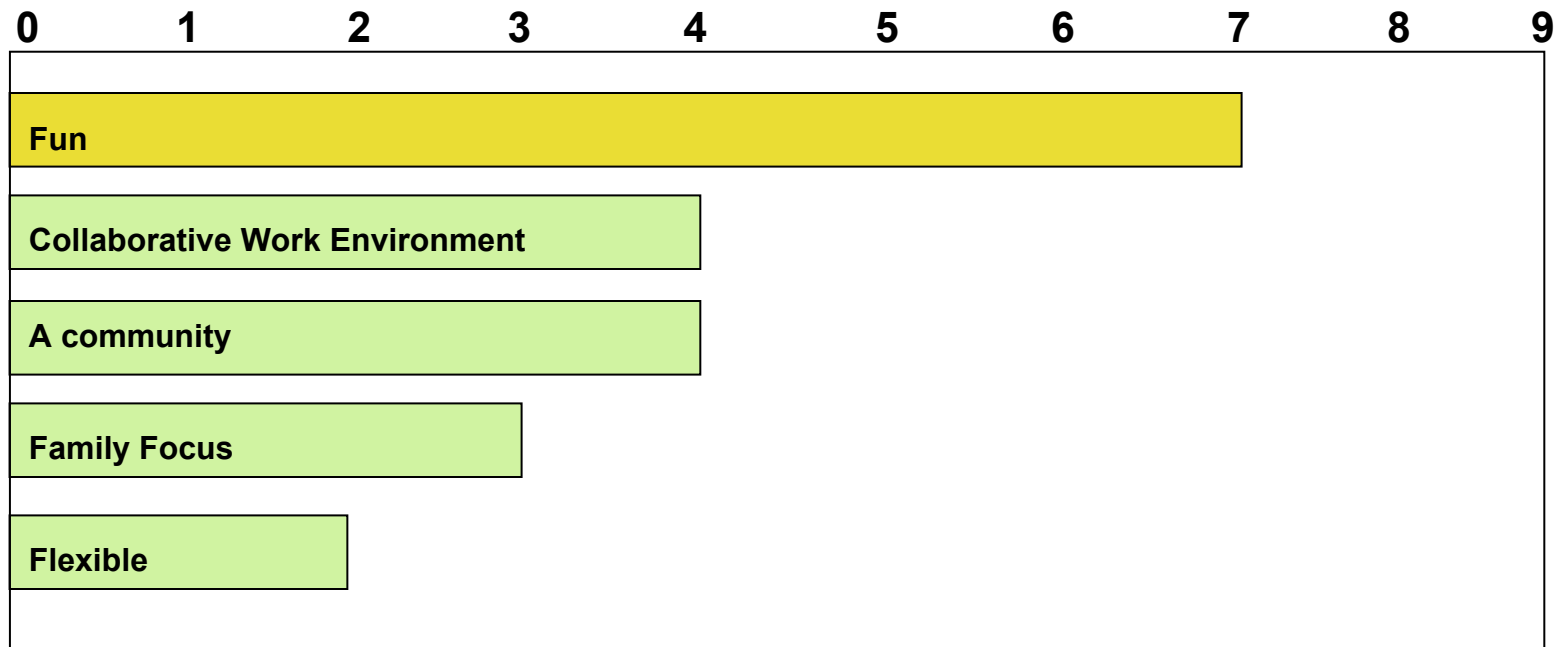 0 1 2 3 4 5 6 7 8 9
Fun
Collaborative Work Environment
A community
Family Focus
Flexible